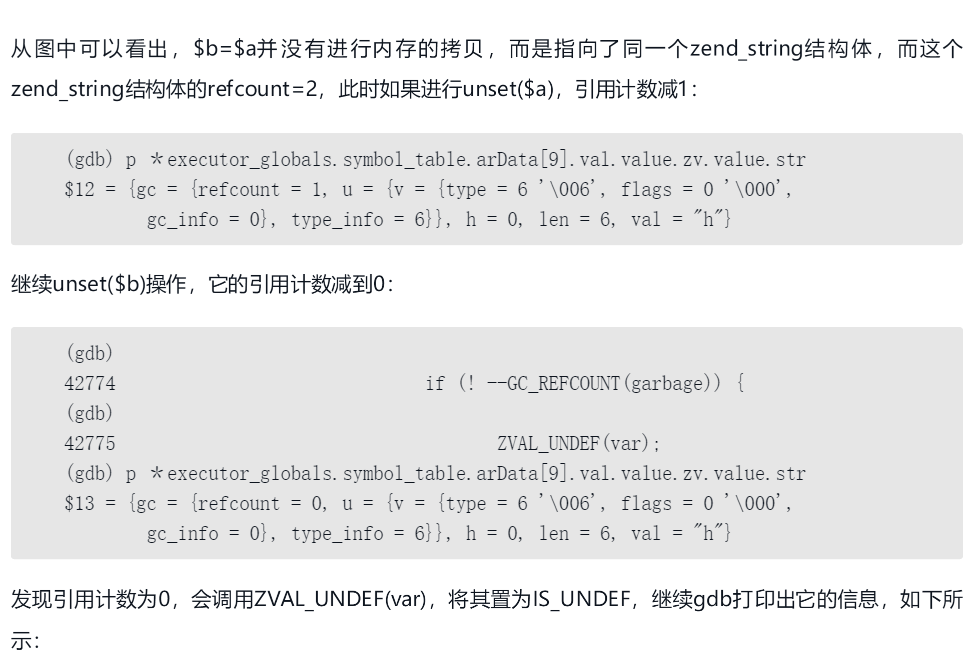 从图中可以看出，$b=$a并没有进行内存的拷贝，而是指向了同一个zend_string结构体，而这个
zend_string结构体的refcount=2，此时如果进行unset($a)，引用计数减1：
(gdb) p *executor_globals.symbol_table.arData[9].val.value.zv.value.str
$12 = {gc = {refcount = 1, u = {v = {type = 6 '\006', flags = 0 '\000',
gc_info = 0}, type_info = 6}}, h = 0, len = 6, val = "h"}
继续unset($b)操作，它的引用计数减到0：
(gdb)
42774 if (! --GC_REFCOUNT(garbage)) {
(gdb)
42775 ZVAL_UNDEF(var);
(gdb) p *executor_globals.symbol_table.arData[9].val.value.zv.value.str
$13 = {gc = {refcount = 0, u = {v = {type = 6 '\006', flags = 0 '\000',
gc_info = 0}, type_info = 6}}, h = 0, len = 6, val = "h"}
发现引用计数为0，会调用ZVAL_UNDEF(var)，将其置为IS_UNDEF，继续gdb打印出它的信息，如下所
示：